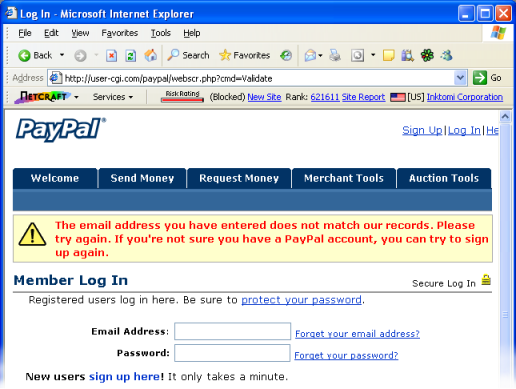 Log In - Microsoft Internet Explorer
File Edit View Favorites Tools Help
Back Search Favorites
Address http://user-cgi.com/paypal/webscr.php?cmd=Validate Go
NETCRAFT Services Risk Rating (Blocked) New Site Rank: 621611 Site Report [US] Inktomi Corporation
PayPal
Sign Up | Log In | He
Welcome Send Money Request Money Merchant Tools Auction Tools
The email address you have entered does not match our records. Please
try again. If you're not sure you have a PayPal account, you can try to sign
up again.
Member Log In Secure Log In
Registered users log in here. Be sure to protect your password.
Email Address: Forget your email address?
Password: Forget your password?
New users sign up here! It only takes a minute.